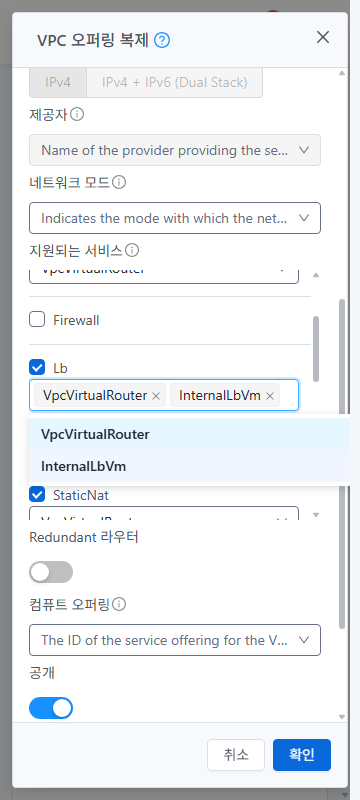 VPC 오퍼링 복제
IPv4 IPv4 + IPv6 (Dual Stack)
제공자
Name of the provider providing the se...
네트워크 모드
Indicates the mode with which the net...
지원되는 서비스
VpcVirtualRouter
Firewall
Lb
VpcVirtualRouter InternalLbVm
VpcVirtualRouter
InternalLbVm
StaticNat
VpcVirtualRouter
Redundant 라우터
컴퓨트 오퍼링
The ID of the service offering for the V...
공개
취소 확인